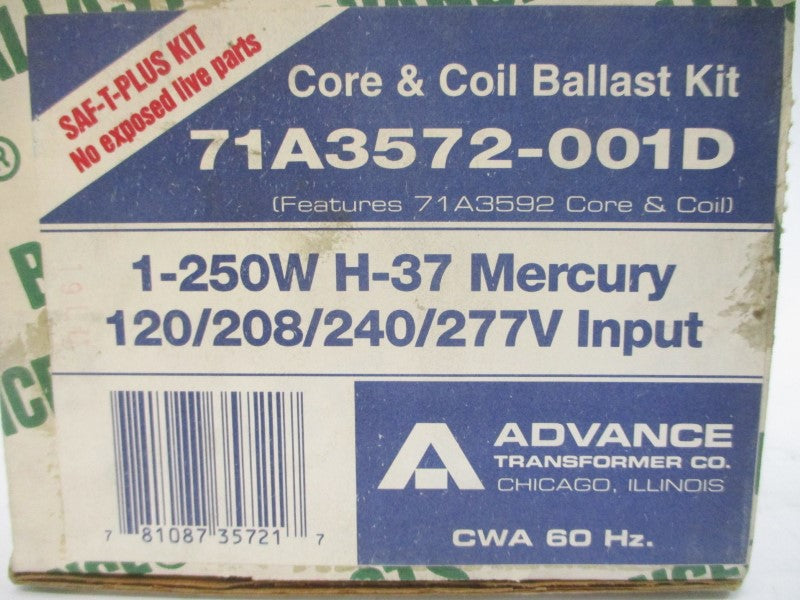 SAF-T-PLUS KIT
No exposed live parts
Core & Coil Ballast Kit
71A3572-001D
(Features 71A3592 Core & Coil)
1-250W H-37 Mercury
120/208/240/277V Input
ADVANCE
TRANSFORMER CO.
CHICAGO, ILLINOIS
CWA 60 Hz.
7 81087 35721 7
®